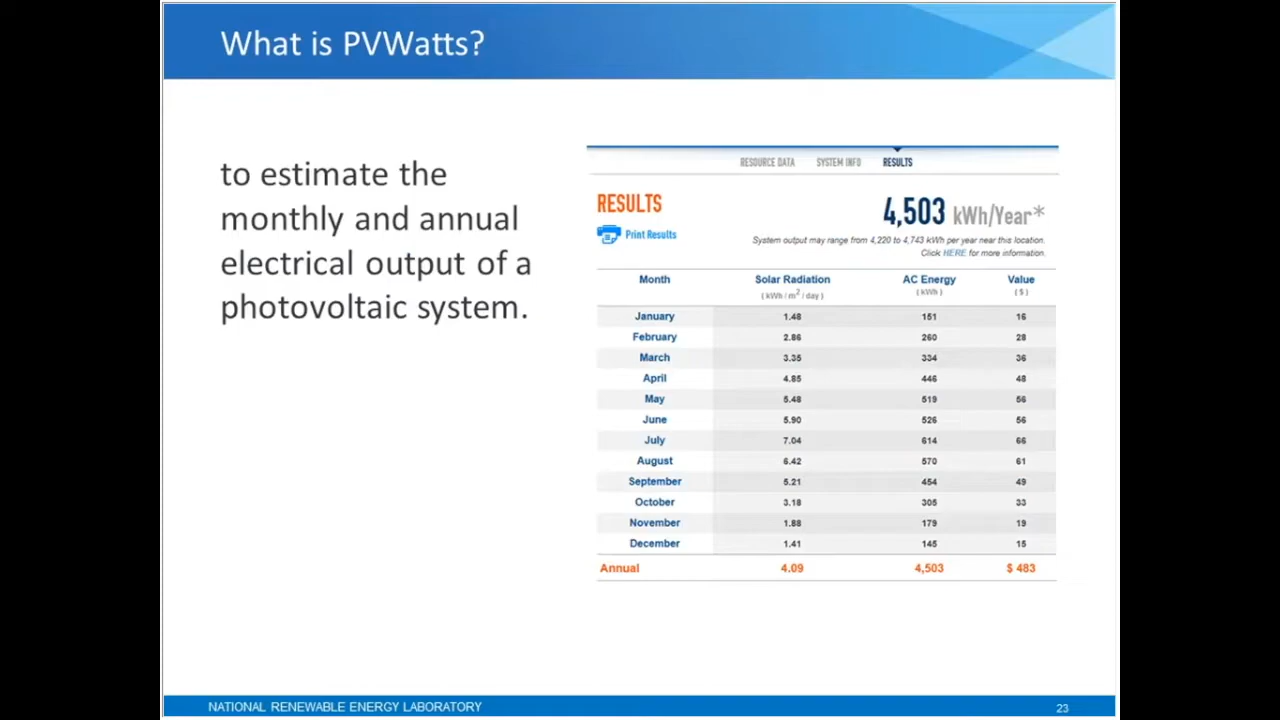 What is PVWatts?
to estimate the
monthly and annual
electrical output of a
photovoltaic system.
RESOURCE DATA SYSTEM INFO RESULTS
RESULTS
4,503 kWh/Year*
Print Results
System output may range from 4,220 to 4,743 kWh per year near this location.
Click HERE for more information.
Month Solar Radiation AC Energy Value
( kWh / m2 / day ) ( kWh ) ( $ )
January 1.48 151 16
February 2.86 260 28
March 3.35 334 36
April 4.85 446 48
May 5.48 519 56
June 5.90 526 56
July 7.04 614 66
August 6.42 570 61
September 5.21 454 49
October 3.18 305 33
November 1.88 179 19
December 1.41 145 15
Annual 4.09 4,503 $ 483
NATIONAL RENEWABLE ENERGY LABORATORY 23